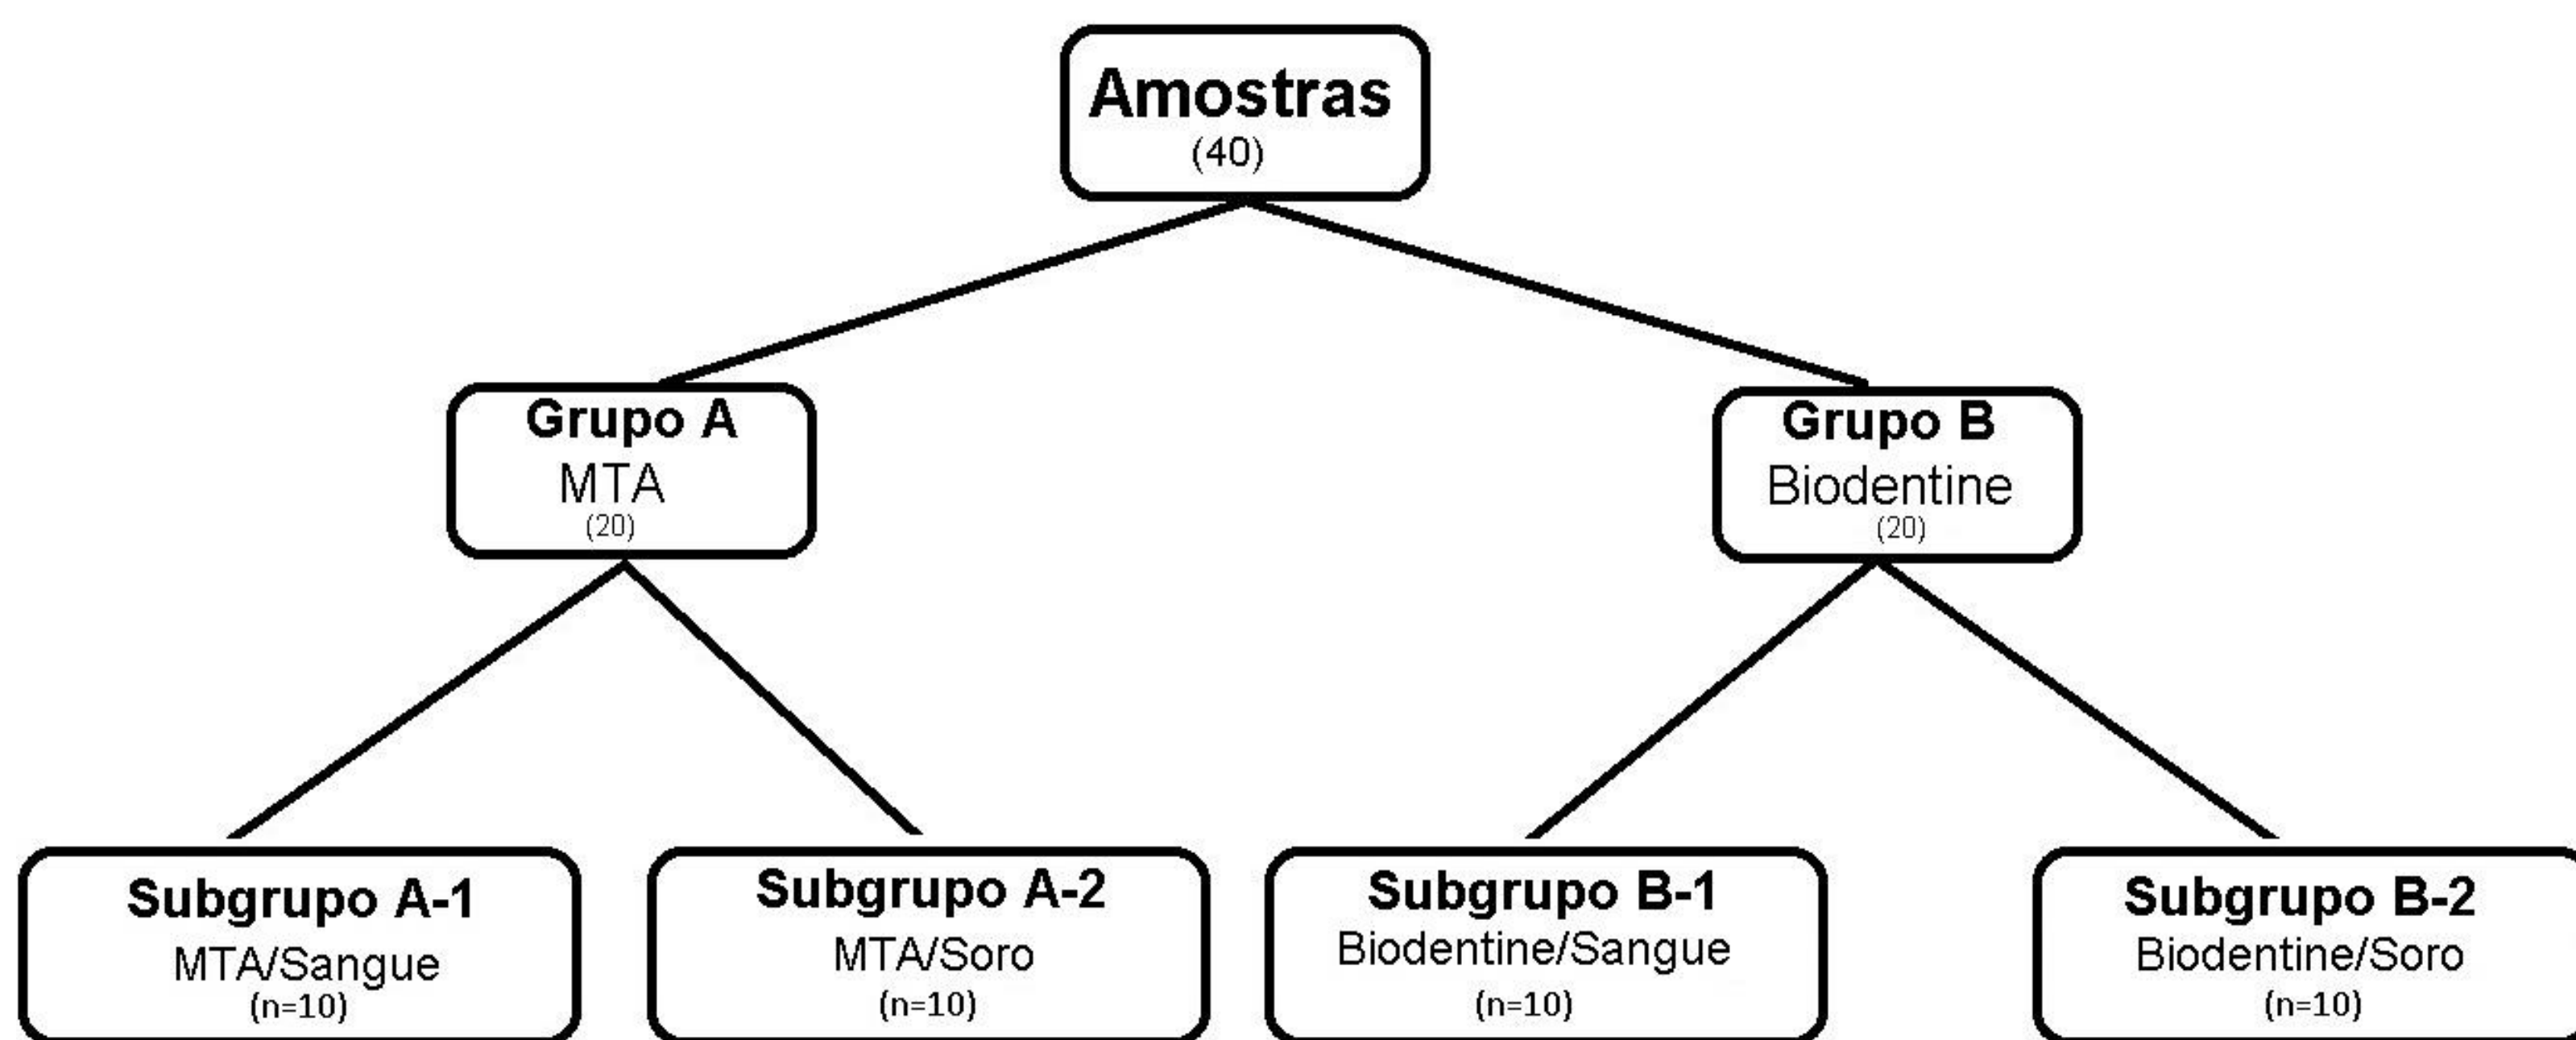 Amostras
(40)
Grupo A
MTA
(20)
Grupo B
Biodentine
(20)
Subgrupo A-1
MTA/Sangue
(n=10)
Subgrupo A-2
MTA/Soro
(n=10)
Subgrupo B-1
Biodentine/Sangue
(n=10)
Subgrupo B-2
Biodentine/Soro
(n=10)